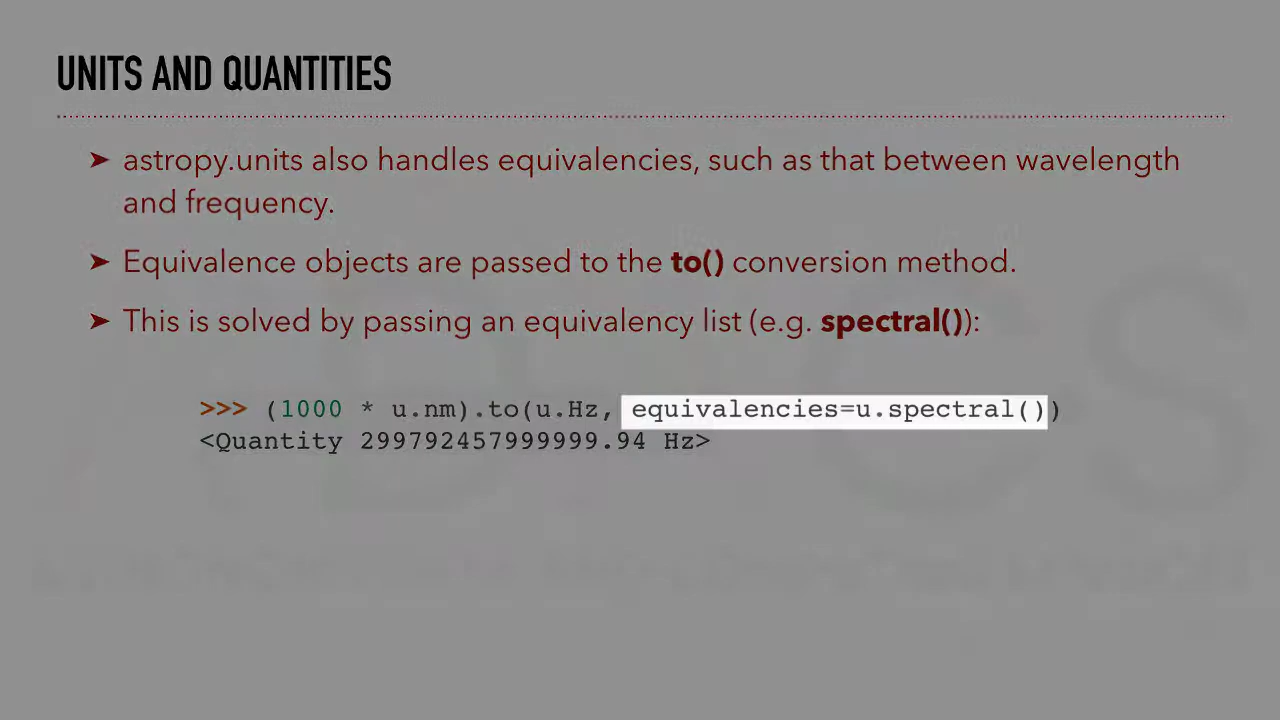 UNITS AND QUANTITIES
➤ astropy.units also handles equivalencies, such as that between wavelength
and frequency.
➤ Equivalence objects are passed to the to() conversion method.
➤ This is solved by passing an equivalency list (e.g. spectral()):
>>> (1000 * u.nm).to(u.Hz, equivalencies=u.spectral())
<Quantity 299792457999999.94 Hz>